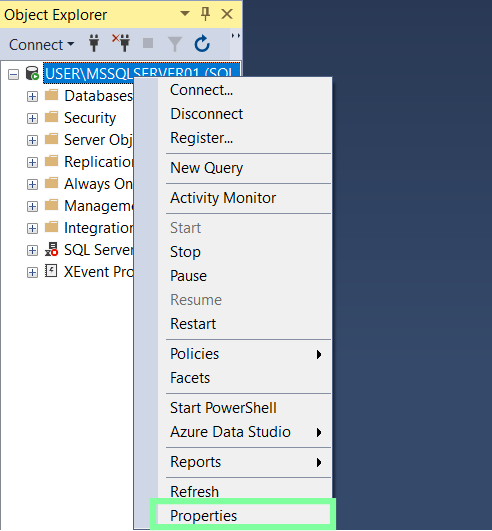 Object Explorer
Connect
USER\MSSQLSERVER01 (SQL
Databases
Security
Server Obj
Replication
Always On
Manageme
Integration
SQL Server
XEvent Pro
Connect...
Disconnect
Register...
New Query
Activity Monitor
Start
Stop
Pause
Resume
Restart
Policies
Facets
Start PowerShell
Azure Data Studio
Reports
Refresh
Properties